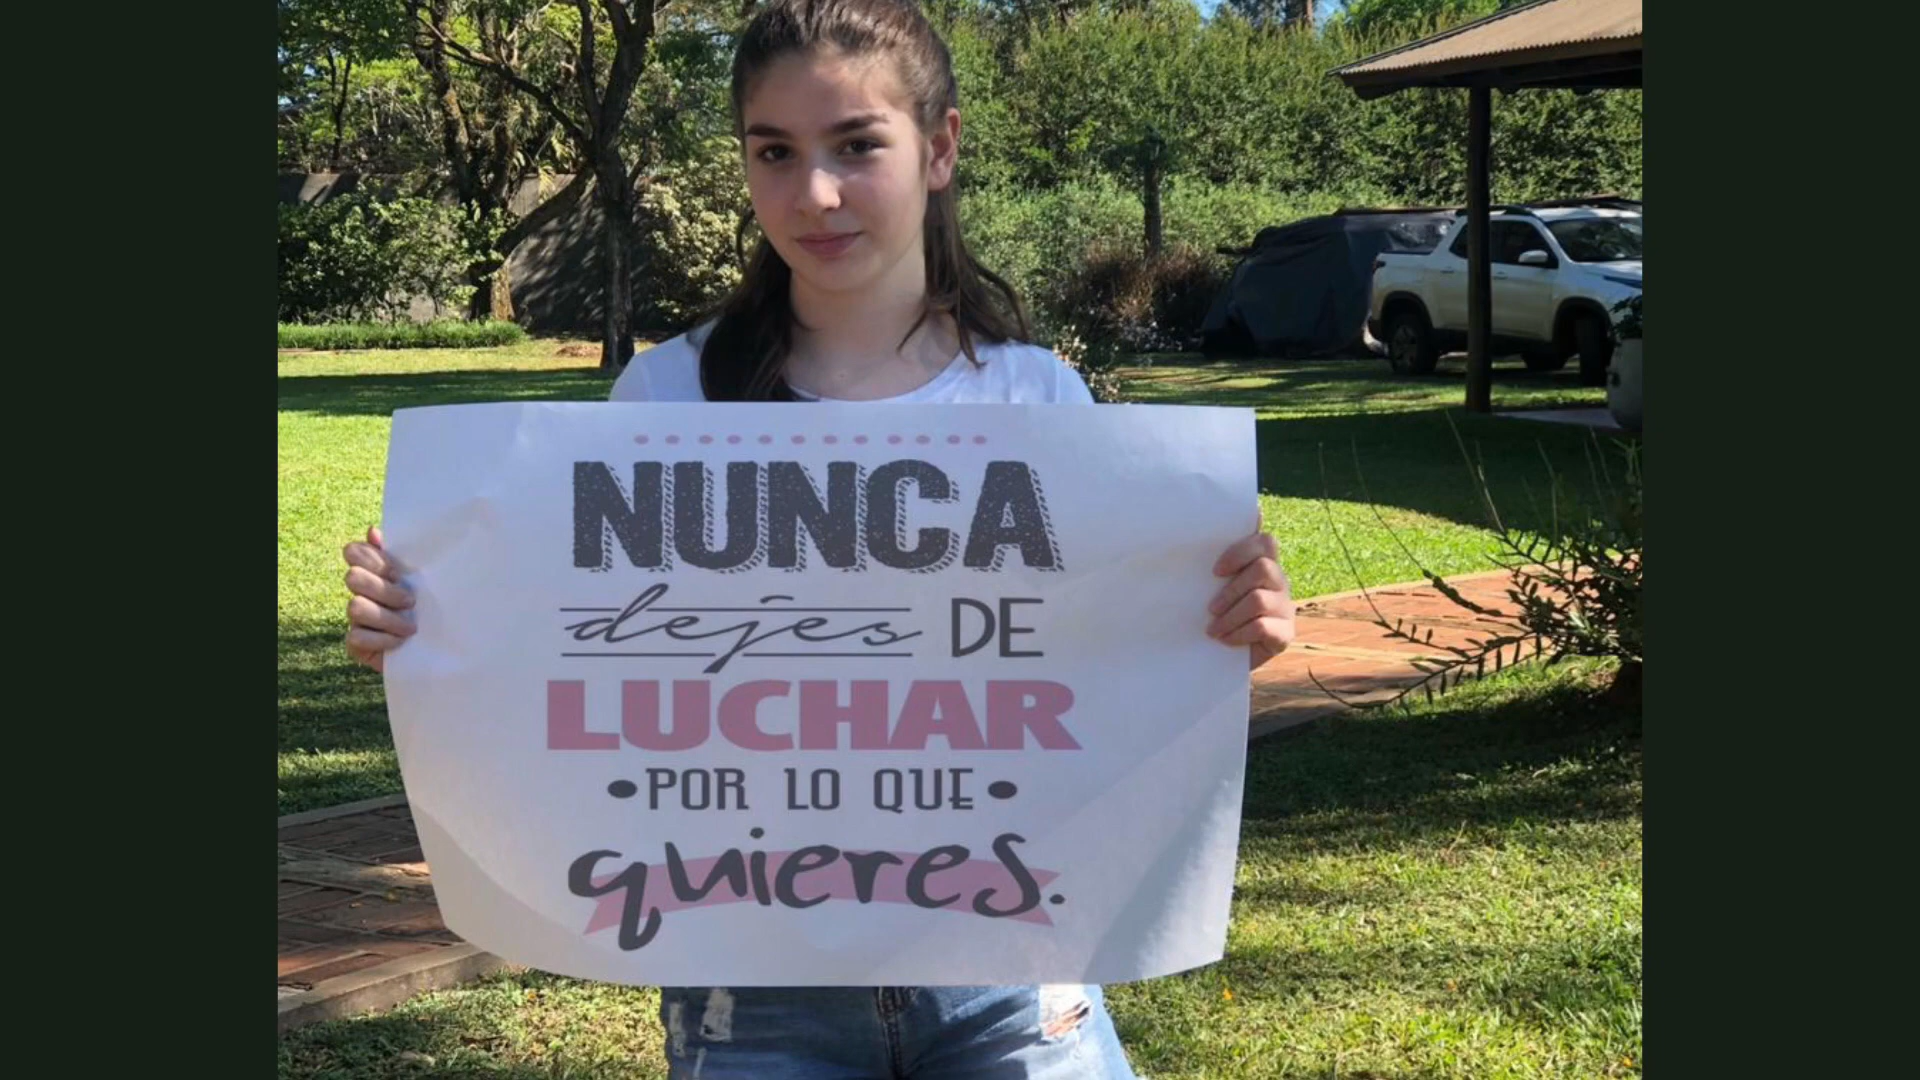 NUNCA
dejes DE
LUCHAR
•POR LO QUE•
quieres.